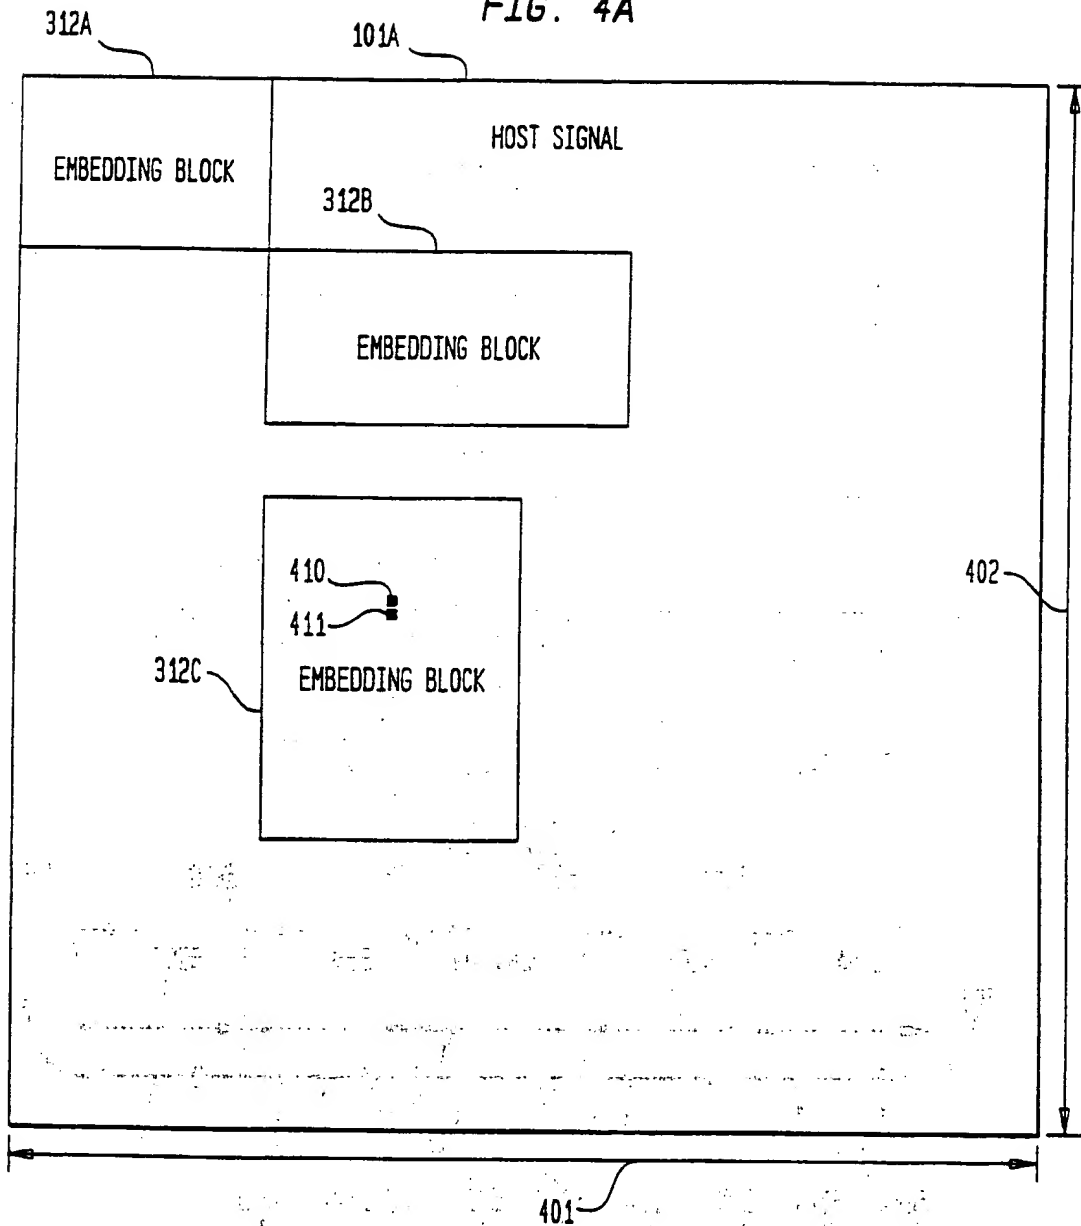 FIG. 4A
312A
101A
HOST SIGNAL
EMBEDDING BLOCK
312B
EMBEDDING BLOCK
410
402
411
312C
EMBEDDING BLOCK
401